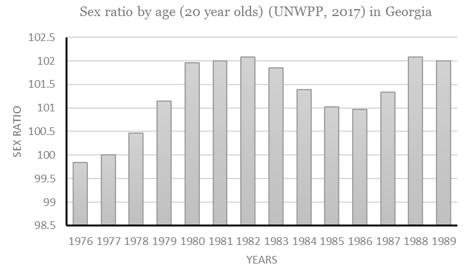 Sex ratio by age (20 year olds) (UNWPP, 2017) in Georgia
102.5
102
101.5
101
100.5
100
99.5
99
98.5
SEX RATIO
1976 1977 1978 1979 1980 1981 1982 1983 1984 1985 1986 1987 1988 1989
YEARS